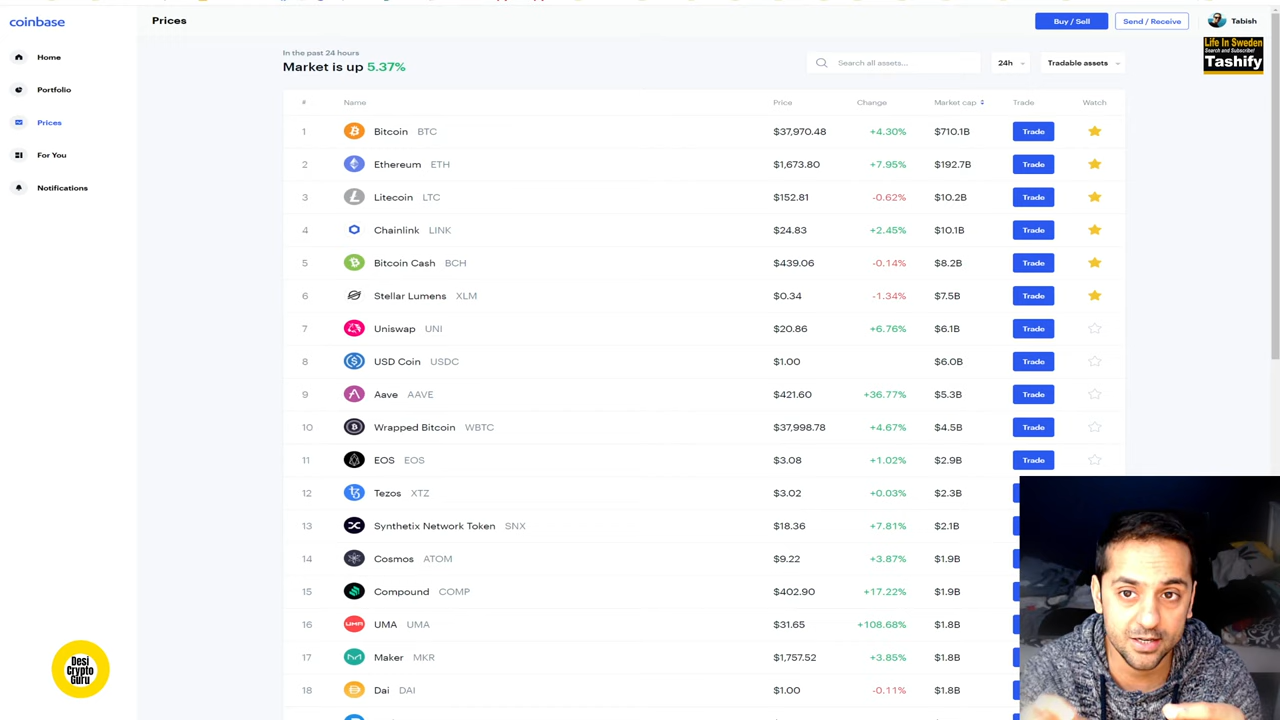 coinbase
Prices
Buy / Sell
Send / Receive
Tabish
Life In Sweden
Search and Subscribe!
Tashify
Home
Portfolio
Prices
For You
Notifications
In the past 24 hours
Market is up 5.37%
Search all assets...
24h
Tradable assets
# Name Price Change Market cap Trade Watch
1 Bitcoin BTC $37,970.48 +4.30% $710.1B Trade
2 Ethereum ETH $1,673.80 +7.95% $192.7B Trade
3 Litecoin LTC $152.81 -0.62% $10.2B Trade
4 Chainlink LINK $24.83 +2.45% $10.1B Trade
5 Bitcoin Cash BCH $439.06 -0.14% $8.2B Trade
6 Stellar Lumens XLM $0.34 -1.34% $7.5B Trade
7 Uniswap UNI $20.86 +6.76% $6.1B Trade
8 USD Coin USDC $1.00 $6.0B Trade
9 Aave AAVE $421.60 +36.77% $5.3B Trade
10 Wrapped Bitcoin WBTC $37,998.78 +4.67% $4.5B Trade
11 EOS EOS $3.08 +1.02% $2.9B Trade
12 Tezos XTZ $3.02 +0.03% $2.3B
13 Synthetix Network Token SNX $18.36 +7.81% $2.1B
14 Cosmos ATOM $9.22 +3.87% $1.9B
15 Compound COMP $402.90 +17.22% $1.9B
16 UMA UMA $31.65 +108.68% $1.8B
17 Maker MKR $1,757.52 +3.85% $1.8B
18 Dai DAI $1.00 -0.11% $1.8B
Desi
Crypto
Guru